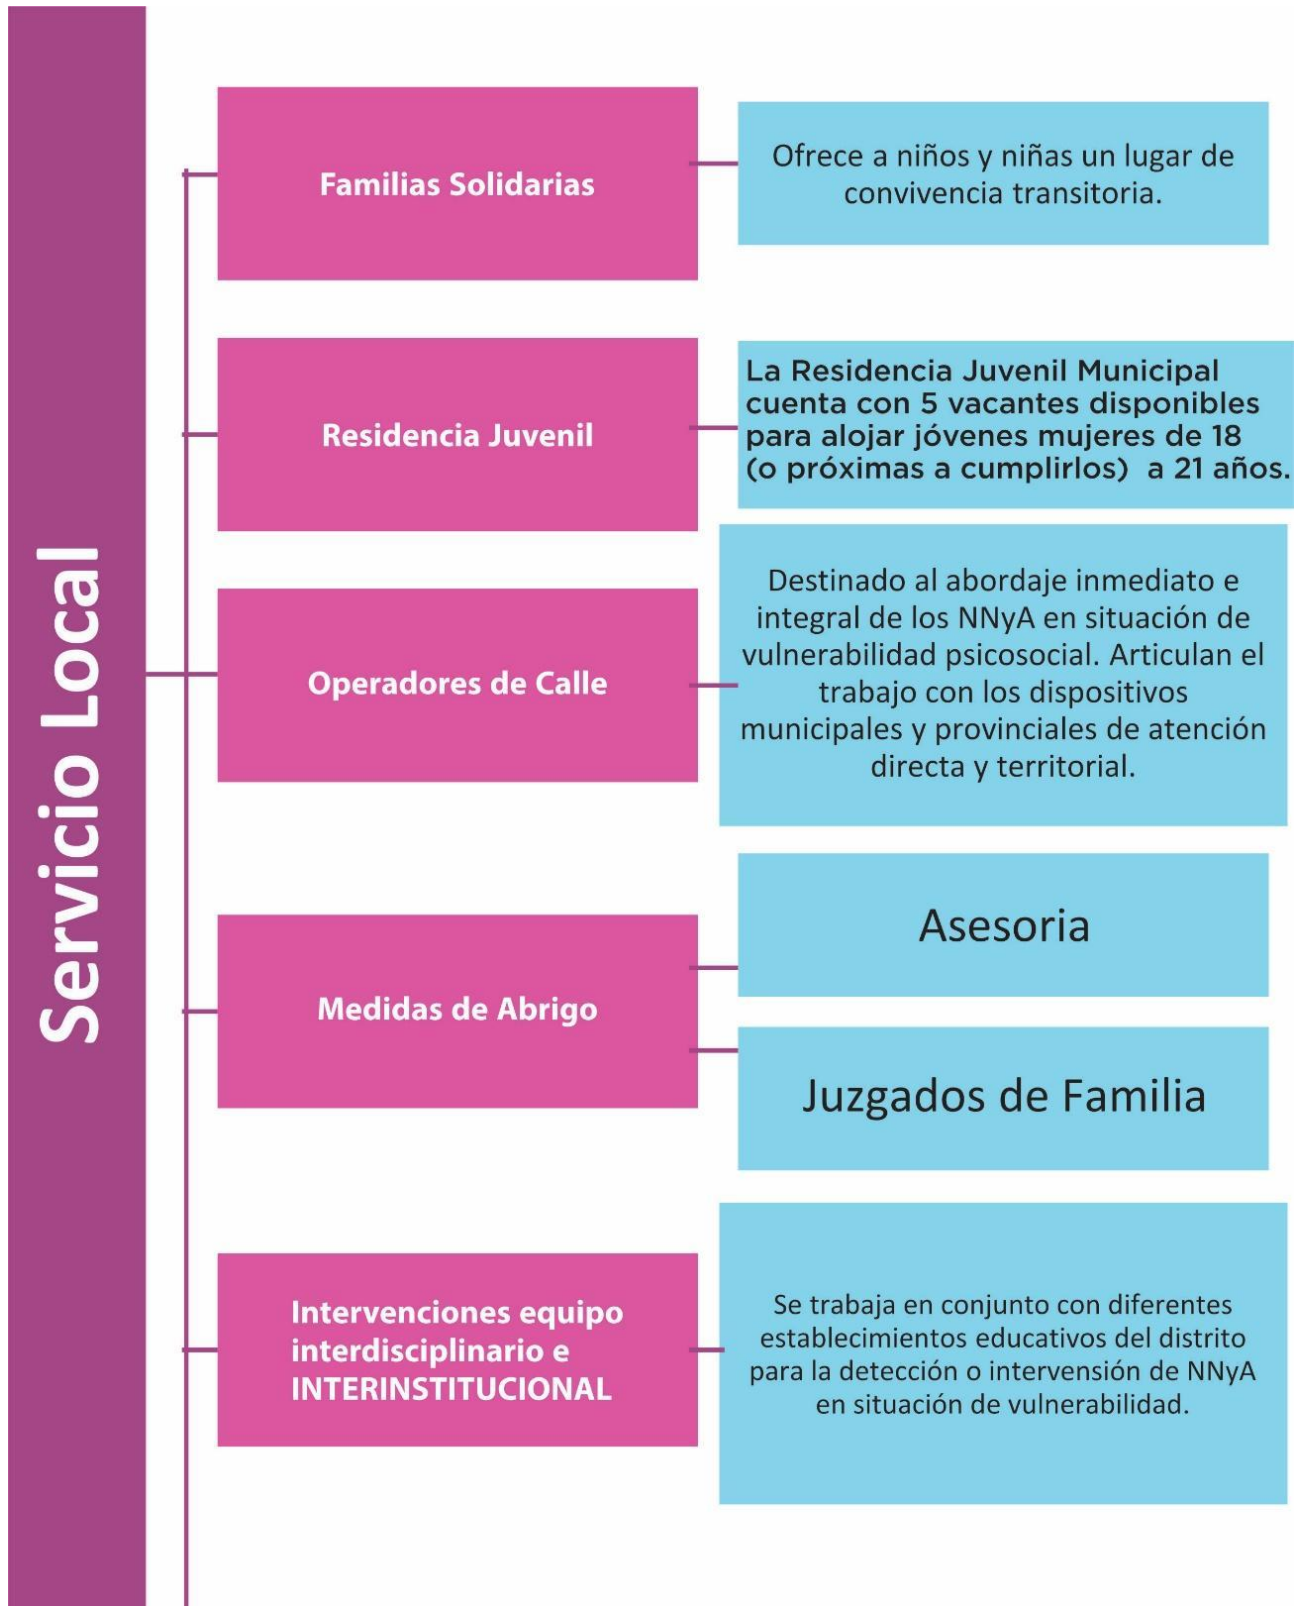 Servicio Local
Familias Solidarias
Ofrece a niños y niñas un lugar de
convivencia transitoria.
Residencia Juvenil
La Residencia Juvenil Municipal
cuenta con 5 vacantes disponibles
para alojar jóvenes mujeres de 18
(o próximas a cumplirlos)  a 21 años.
Operadores de Calle
Destinado al abordaje inmediato e
integral de los NNyA en situación de
vulnerabilidad psicosocial. Articulan el
trabajo con los dispositivos
municipales y provinciales de atención
directa y territorial.
Medidas de Abrigo
Asesoria
Juzgados de Familia
Intervenciones equipo
interdisciplinario e
INTERINSTITUCIONAL
Se trabaja en conjunto con diferentes
establecimientos educativos del distrito
para la detección o intervensión de NNyA
en situación de vulnerabilidad.